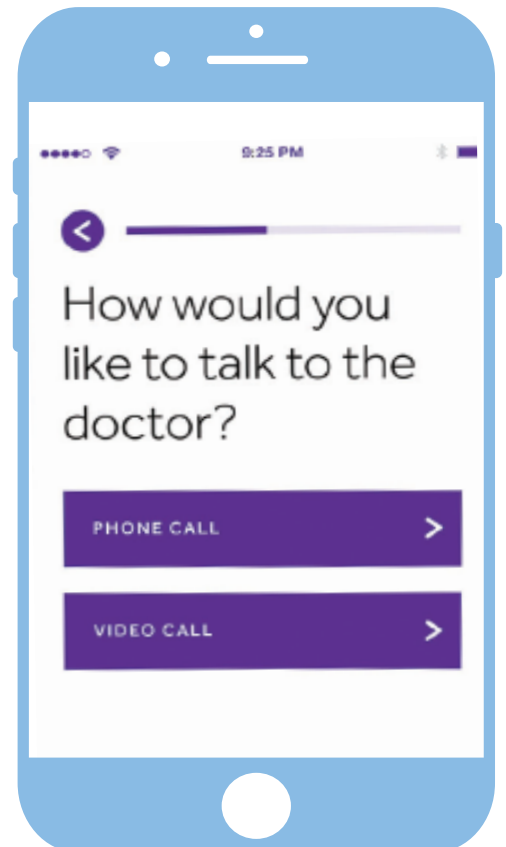 9:25 PM
How would you
like to talk to the
doctor?
PHONE CALL
VIDEO CALL